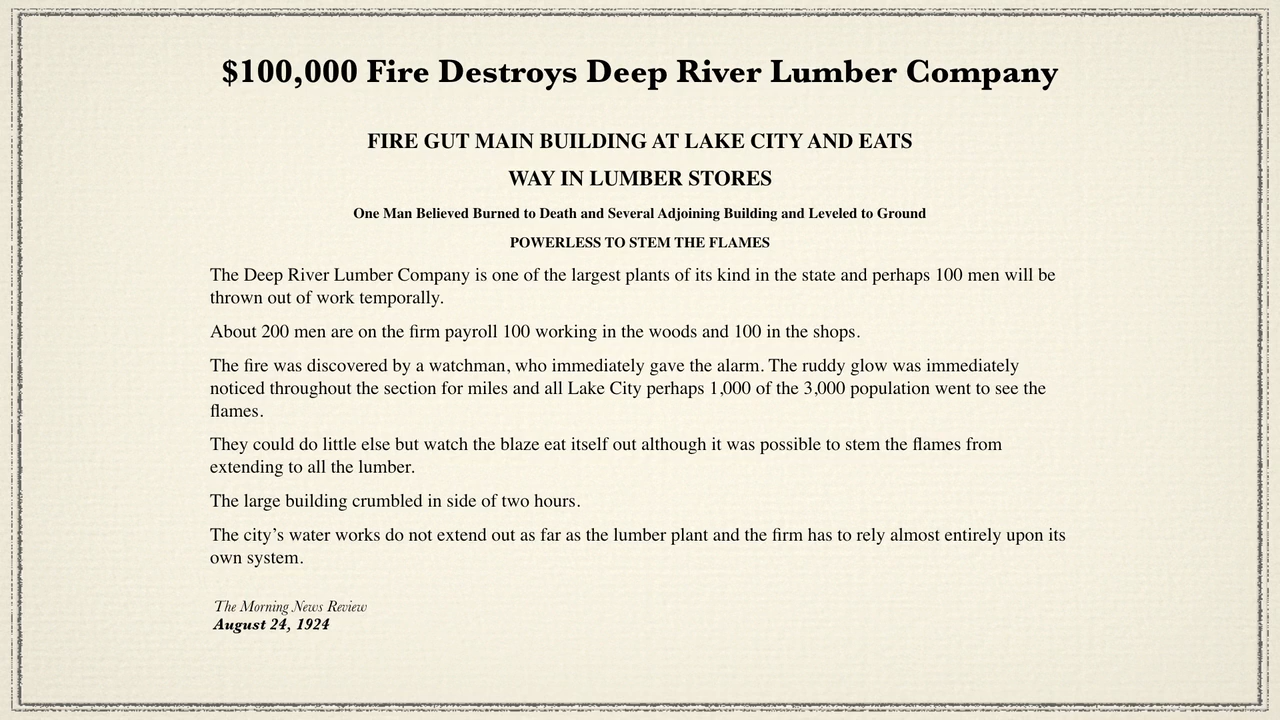 $100,000 Fire Destroys Deep River Lumber Company
FIRE GUT MAIN BUILDING AT LAKE CITY AND EATS
WAY IN LUMBER STORES
One Man Believed Burned to Death and Several Adjoining Building and Leveled to Ground
POWERLESS TO STEM THE FLAMES
The Deep River Lumber Company is one of the largest plants of its kind in the state and perhaps 100 men will be
thrown out of work temporally.
About 200 men are on the firm payroll 100 working in the woods and 100 in the shops.
The fire was discovered by a watchman, who immediately gave the alarm. The ruddy glow was immediately
noticed throughout the section for miles and all Lake City perhaps 1,000 of the 3,000 population went to see the
flames.
They could do little else but watch the blaze eat itself out although it was possible to stem the flames from
extending to all the lumber.
The large building crumbled in side of two hours.
The city’s water works do not extend out as far as the lumber plant and the firm has to rely almost entirely upon its
own system.
The Morning News Review
August 24, 1924